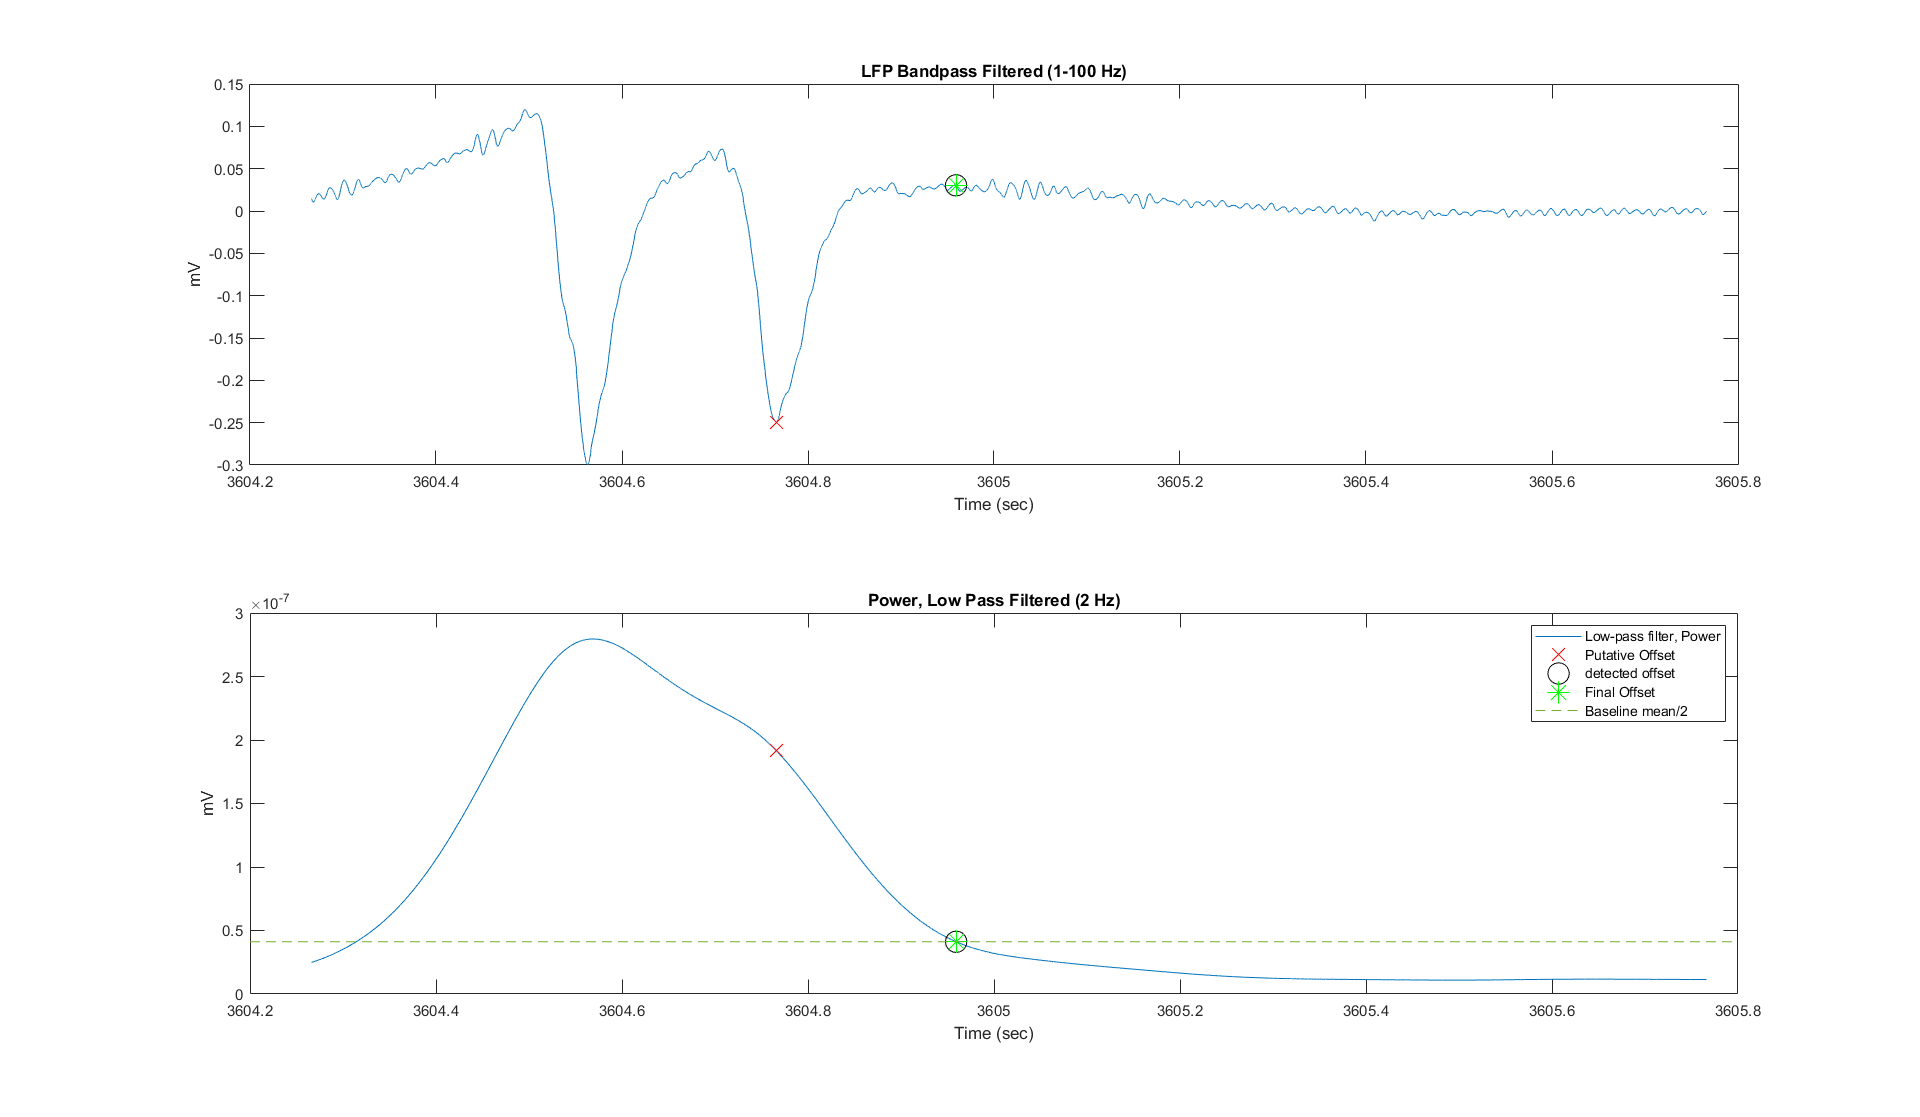 LFP Bandpass Filtered (1-100 Hz)
0.15
0.1
0.05
0
-0.05
-0.1
-0.15
-0.2
-0.25
-0.3
mV
3604.2 3604.4 3604.6 3604.8 3605 3605.2 3605.4 3605.6 3605.8
Time (sec)
Power, Low Pass Filtered (2 Hz)
×10-7
3
2.5
2
1.5
1
0.5
0
mV
Low-pass filter, Power
Putative Offset
detected offset
Final Offset
Baseline mean/2
3604.2 3604.4 3604.6 3604.8 3605 3605.2 3605.4 3605.6 3605.8
Time (sec)